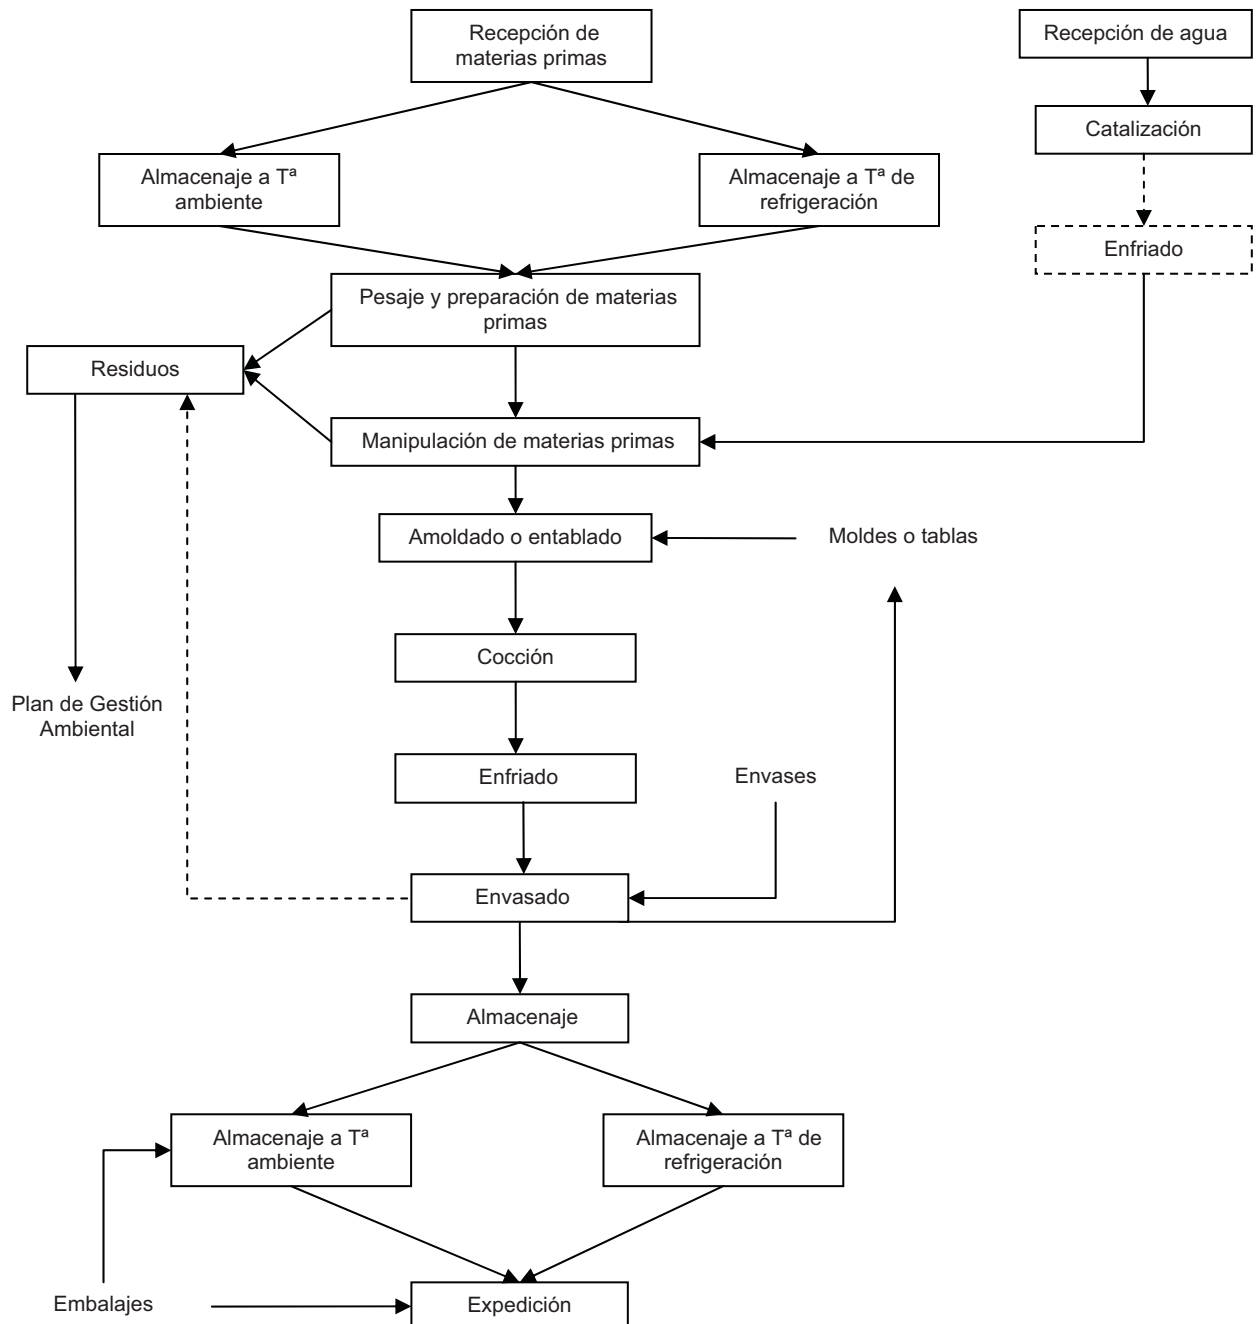 Recepción de
materias primas
Recepción de agua
Catalización
Almacenaje a Tª
ambiente
Almacenaje a Tª de
refrigeración
Enfriado
Pesaje y preparación de materias
primas
Residuos
Manipulación de materias primas
Amoldado o entablado
Moldes o tablas
Cocción
Plan de Gestión
Ambiental
Enfriado
Envases
Envasado
Almacenaje
Almacenaje a Tª
ambiente
Almacenaje a Tª de
refrigeración
Embalajes
Expedición